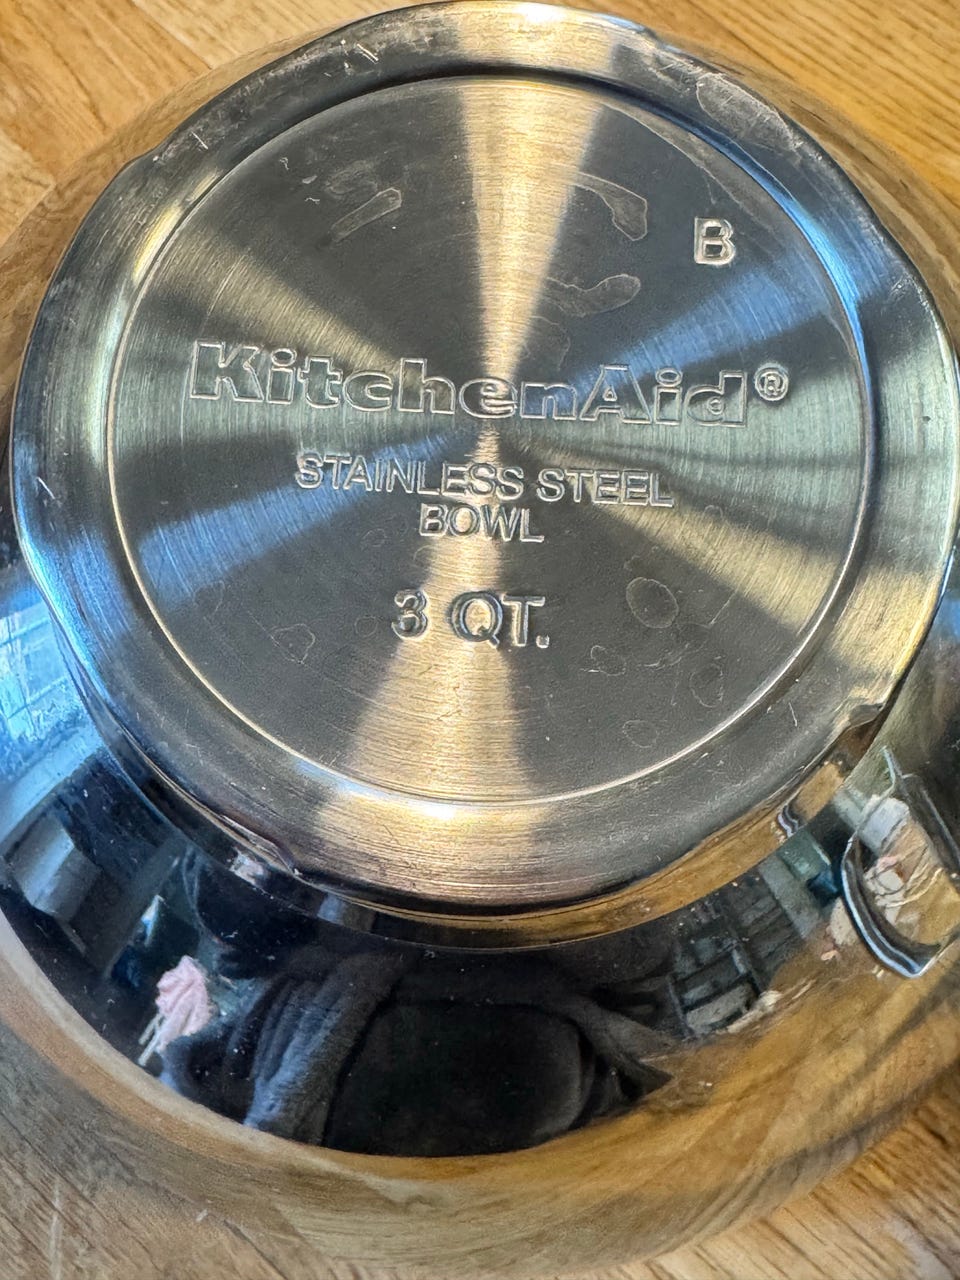 B
KitchenAid®
STAINLESS STEEL
BOWL
3 QT.